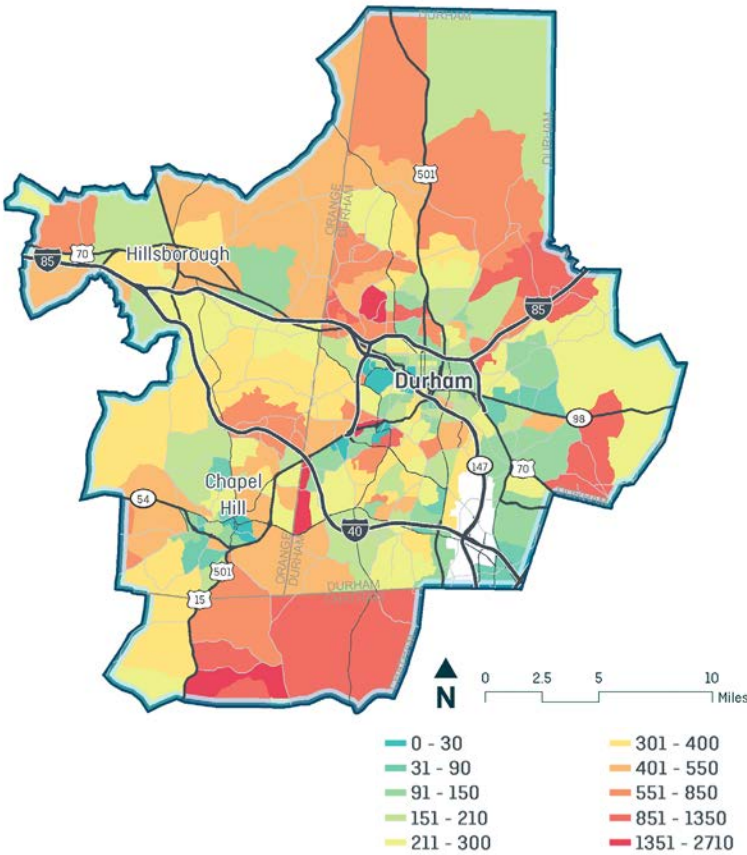 DURHAM
DURHAM
501
ORANGE
DURHAM
Hillsborough
70
85
85
Durham
98
147
70
Chapel
Hill
54
40
501
ORANGE
DURHAM
DURHAM
15
N
0 2.5 5 10
Miles
0 - 30
31 - 90
91 - 150
151 - 210
211 - 300
301 - 400
401 - 550
551 - 850
851 - 1350
1351 - 2710